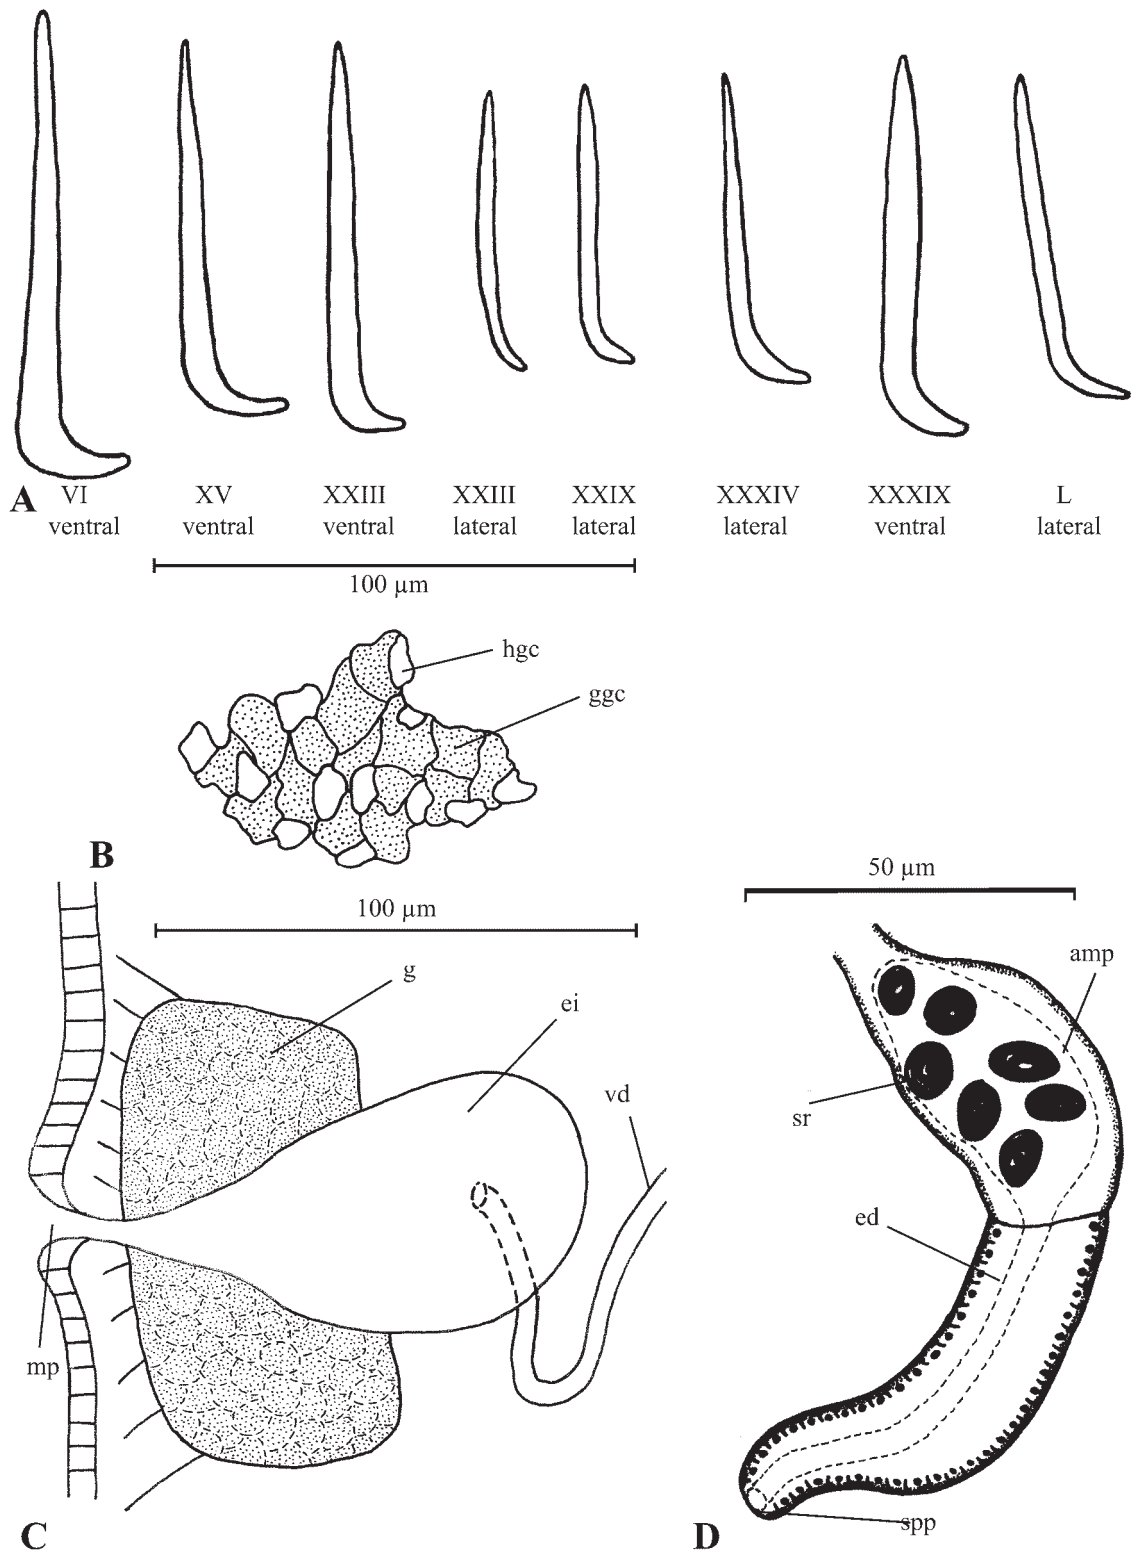 A
VI XV XXIII XXIII XXIX XXXIV XXXIX L
ventral ventral ventral lateral lateral lateral ventral lateral
100 µm
hgc
ggc
B
50 µm
100 µm
g
ei
amp
vd
sr
ed
mp
spp
C
D